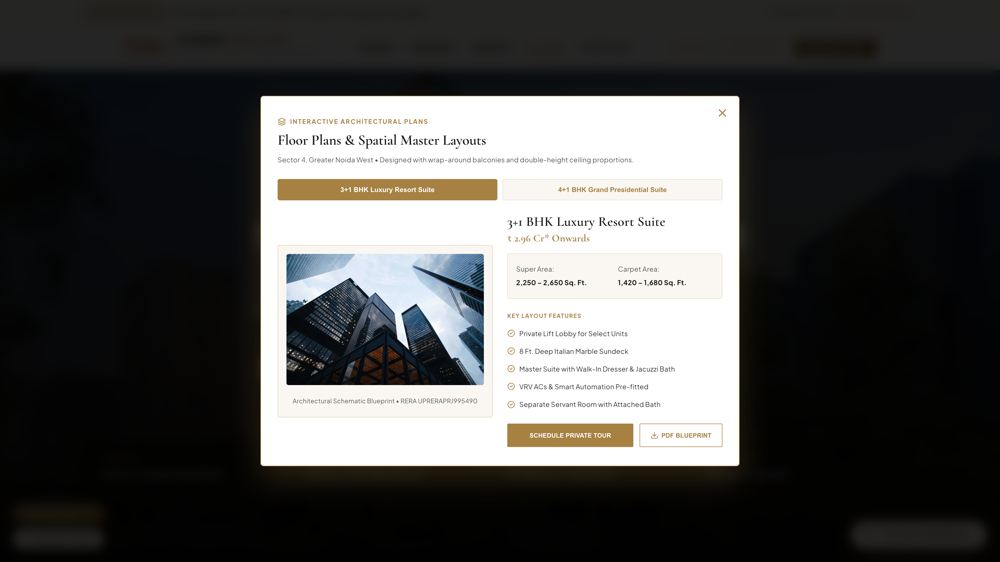 INTERACTIVE ARCHITECTURAL PLANS
Floor Plans & Spatial Master Layouts
Sector 4, Greater Noida West • Designed with wrap-around balconies and double-height ceiling proportions.
3+1 BHK Luxury Resort Suite
4+1 BHK Grand Presidential Suite
3+1 BHK Luxury Resort Suite
₹ 2.96 Cr* Onwards
Super Area:
2,250 – 2,650 Sq. Ft.
Carpet Area:
1,420 – 1,680 Sq. Ft.
KEY LAYOUT FEATURES
Private Lift Lobby for Select Units
8 Ft. Deep Italian Marble Sundeck
Master Suite with Walk-In Dresser & Jacuzzi Bath
VRV ACs & Smart Automation Pre-fitted
Separate Servant Room with Attached Bath
Architectural Schematic Blueprint • RERA UPRERAPRJ995490
SCHEDULE PRIVATE TOUR
PDF BLUEPRINT